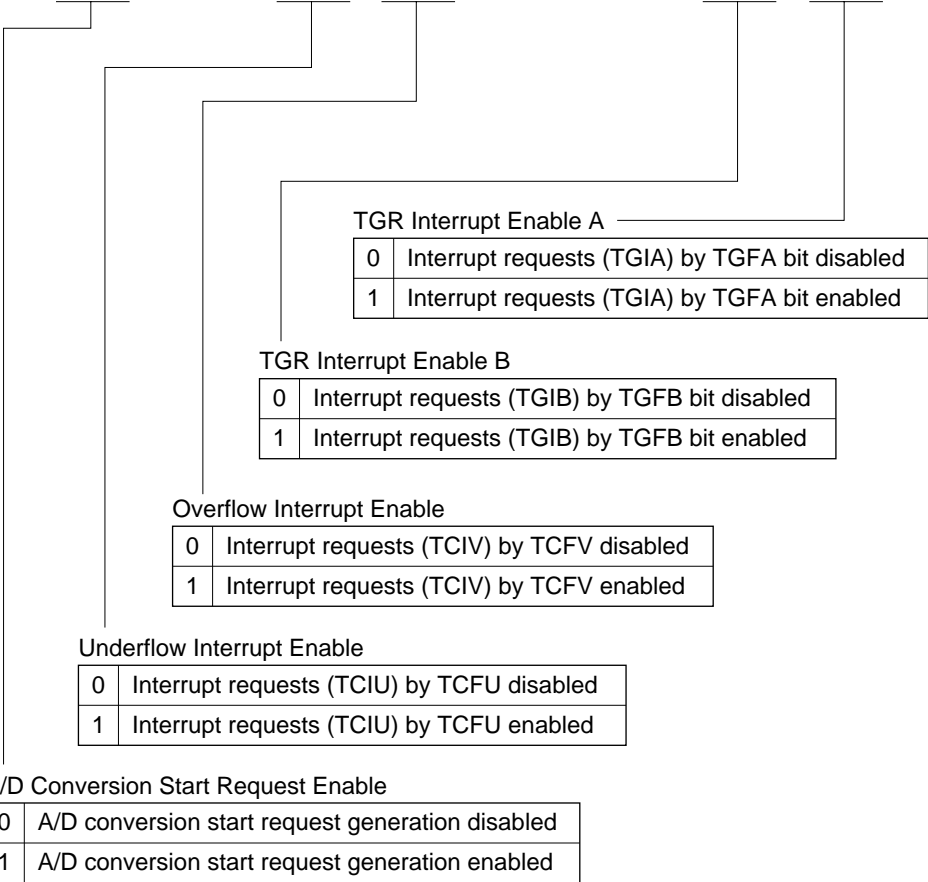 TGR Interrupt Enable A
0 Interrupt requests (TGIA) by TGFA bit disabled
1 Interrupt requests (TGIA) by TGFA bit enabled
TGR Interrupt Enable B
0 Interrupt requests (TGIB) by TGFB bit disabled
1 Interrupt requests (TGIB) by TGFB bit enabled
Overflow Interrupt Enable
0 Interrupt requests (TCIV) by TCFV disabled
1 Interrupt requests (TCIV) by TCFV enabled
Underflow Interrupt Enable
0 Interrupt requests (TCIU) by TCFU disabled
1 Interrupt requests (TCIU) by TCFU enabled
/D Conversion Start Request Enable
0 A/D conversion start request generation disabled
1 A/D conversion start request generation enabled